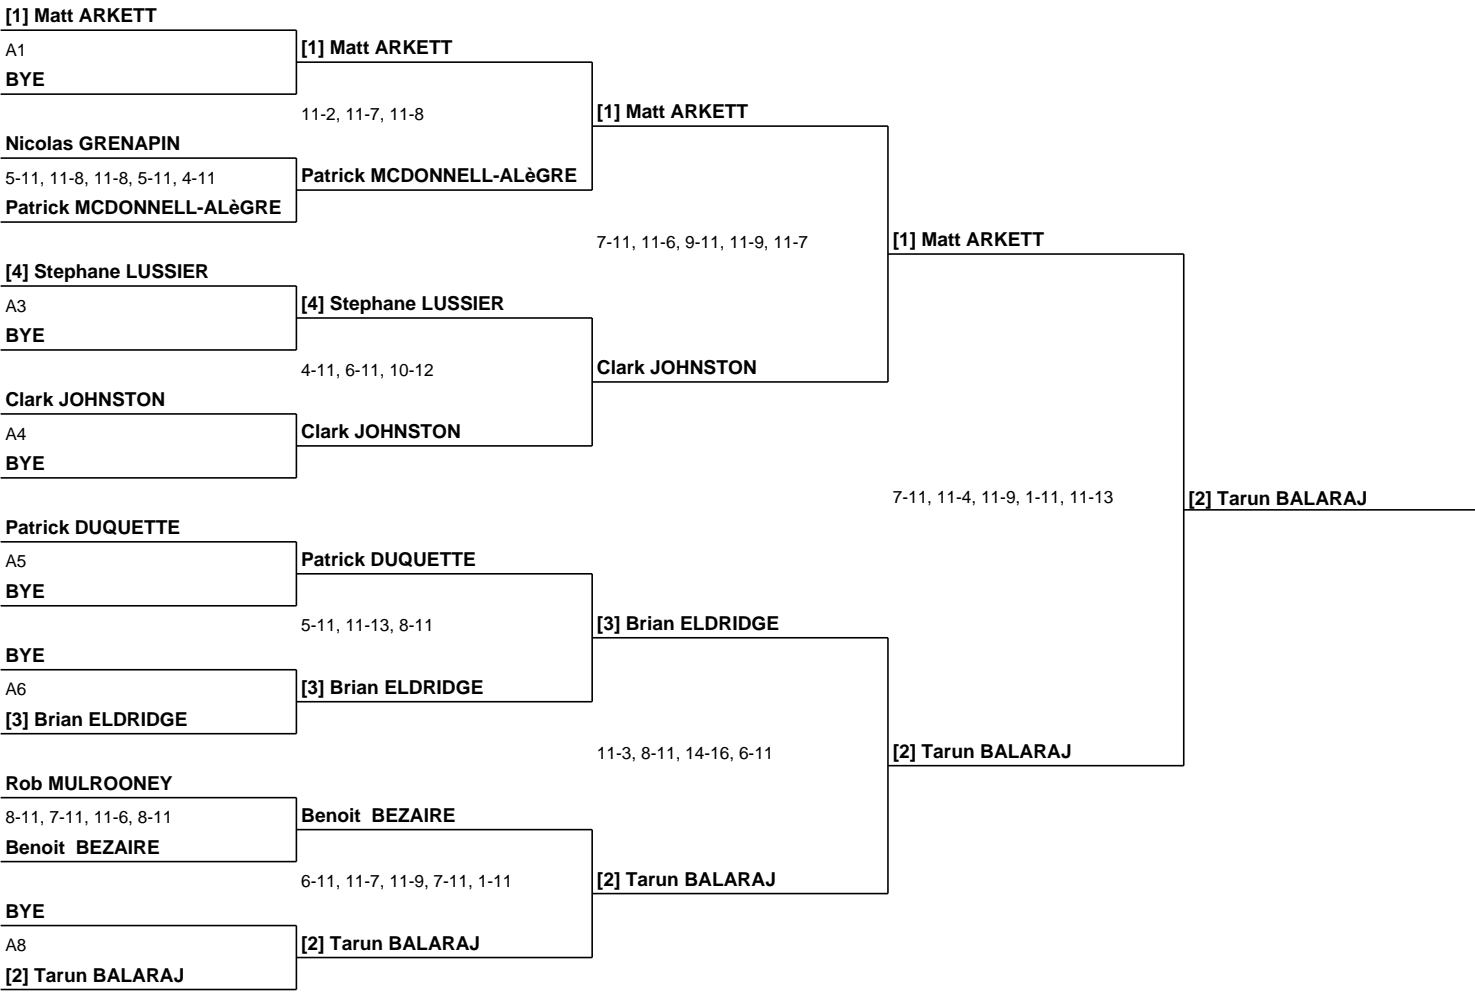 [1] Matt ARKETT
A1
BYE
[1] Matt ARKETT
11-2, 11-7, 11-8
[1] Matt ARKETT
Nicolas GRENAPIN
5-11, 11-8, 11-8, 5-11, 4-11
Patrick MCDONNELL-ALèGRE
Patrick MCDONNELL-ALèGRE
7-11, 11-6, 9-11, 11-9, 11-7
[1] Matt ARKETT
[4] Stephane LUSSIER
A3
BYE
[4] Stephane LUSSIER
4-11, 6-11, 10-12
Clark JOHNSTON
Clark JOHNSTON
A4
BYE
Clark JOHNSTON
7-11, 11-4, 11-9, 1-11, 11-13
[2] Tarun BALARAJ
Patrick DUQUETTE
A5
BYE
Patrick DUQUETTE
5-11, 11-13, 8-11
[3] Brian ELDRIDGE
BYE
A6
[3] Brian ELDRIDGE
[3] Brian ELDRIDGE
11-3, 8-11, 14-16, 6-11
[2] Tarun BALARAJ
Rob MULROONEY
8-11, 7-11, 11-6, 8-11
Benoit  BEZAIRE
Benoit  BEZAIRE
6-11, 11-7, 11-9, 7-11, 1-11
[2] Tarun BALARAJ
BYE
A8
[2] Tarun BALARAJ
[2] Tarun BALARAJ